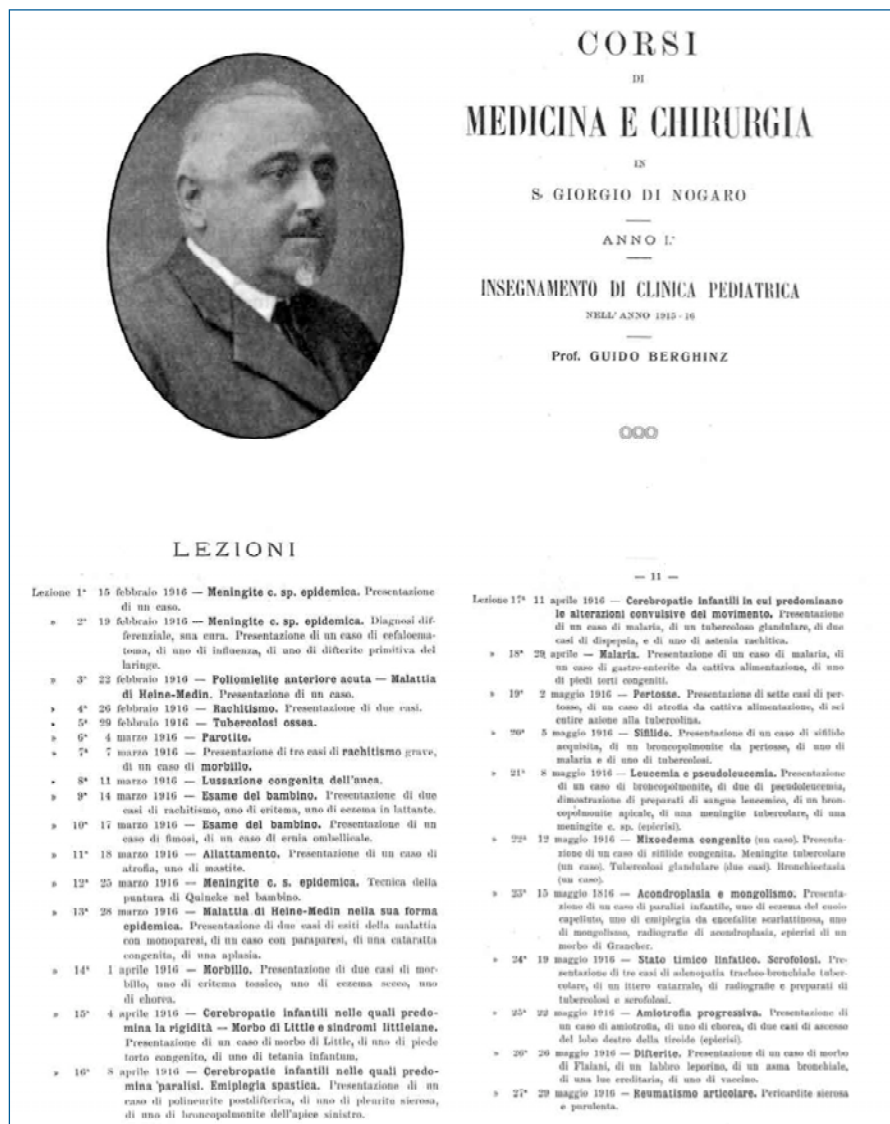 CORSI
DI
MEDICINA E CHIRURGIA
IN
S. GIORGIO DI NOGARO
ANNO I.°
INSEGNAMENTO DI CLINICA PEDIATRICA
NELL'ANNO 1915-16
Prof. GUIDO BERGHINZ
LEZIONI
Lezione 1ª 15 febbraio 1916 — Meningite c. sp. epidemica. Presentazione
di un caso.
» 2ª 19 febbraio 1916 — Meningite c. sp. epidemica. Diagnosi dif-
ferenziale, sua cura. Presentazione di un caso di cefaloema-
toma, di uno di influenza, di uno di difterite primitiva del
laringe.
» 3ª 22 febbraio 1916 — Poliomielite anteriore acuta — Malattia
di Heine-Medin. Presentazione di un caso.
» 4ª 26 febbraio 1916 — Rachitismo. Presentazione di due casi.
» 5ª 29 febbraio 1916 — Tubercolosi ossea.
» 6ª 4 marzo 1916 — Parotite.
» 7ª 7 marzo 1916 — Presentazione di tre casi di rachitismo grave,
di un caso di morbillo.
» 8ª 11 marzo 1916 — Lussazione congenita dell'anca.
» 9ª 14 marzo 1916 — Esame del bambino. Presentazione di due
casi di rachitismo, uno di eritema, uno di eczema in lattante.
» 10ª 17 marzo 1916 — Esame del bambino. Presentazione di un
caso di fimosi, di un caso di ernia ombellicale.
» 11ª 18 marzo 1916 — Allattamento. Presentazione di un caso di
atrofia, uno di mastite.
» 12ª 25 marzo 1916 — Meningite c. s. epidemica. Tecnica della
puntura di Quincke nel bambino.
» 13ª 28 marzo 1916 — Malattia di Heine-Medin nella sua forma
epidemica. Presentazione di due casi di esiti della malattia
con monoparesi, di un caso con paraparesi, di una cataratta
congenita, di una aplasia.
» 14ª 1 aprile 1916 — Morbillo. Presentazione di due casi di mor-
billo, uno di eritema tossico, uno di eczema secco, uno
di chorea.
» 15ª 4 aprile 1916 — Cerebropatie infantili nelle quali predo-
mina la rigidità — Morbo di Little e sindromi littleiane.
Presentazione di un caso di morbo di Little, di uno di piede
torto congenito, di uno di tetania infantum.
» 16ª 8 aprile 1916 — Cerebropatie infantili nelle quali predo-
mina paralisi. Emiplegia spastica. Presentazione di un
caso di polineurite postdifterica, di uno di pleurite sierosa,
di uno di broncopolmonite dell'apice sinistro.
— 11 —
Lezione 17ª 11 aprile 1916 — Cerebropatie infantili in cui predominano
le alterazioni convulsive del movimento. Presentazione
di un caso di malaria, di un tubercoloso glandulare, di due
casi di dispepsia, e di uno di astenia rachitica.
» 18ª 29 aprile — Malaria. Presentazione di un caso di malaria, di
un caso di gastro-enterite da cattiva alimentazione, di uno
di piedi torti congeniti.
» 19ª 2 maggio 1916 — Pertosse. Presentazione di sette casi di per-
tosse, di un caso di atrofia da cattiva alimentazione, di sei
cutire azione alla tubercolina.
» 20ª 5 maggio 1916 — Sifilide. Presentazione di un caso di sifilide
acquisita, di un broncopolmonite da pertosse, di uno di
malaria e di uno di tubercolosi.
» 21ª 8 maggio 1916 — Leucemia e pseudoleucemia. Presentazione
di un caso di broncopolmonite, di due di pseudoleucemia,
dimostrazione di preparati di sangue leucemico, di un bron-
copolmonite apicale, di una meningite tubercolare, di una
meningite c. sp. (epicrisi).
» 22ª 12 maggio 1916 — Mixoedema congenito (un caso). Presenta-
zione di un caso di sifilide congenita. Meningite tubercolare
(un caso). Tubercolosi glandulare (due casi). Bronchiectasia
(un caso).
» 23ª 15 maggio 1816 — Acondroplasia e mongolismo. Presenta-
zione di un caso di paralisi infantile, uno di eczema del cuoio
capelluto, uno di emiplegia da encefalite scarlattinosa, uno
di mongolismo, radiografie di acondroplasia, epicrisi di un
morbo di Grancher.
» 24ª 19 maggio 1916 — Stato timico linfatico. Scrofolosi. Pre-
sentazione di tre casi di adenopatia tracheo-bronchiale tuber-
colare, di un ittero catarrale, di radiografie e preparati di
tubercolosi e scrofolosi.
» 25ª 22 maggio 1916 — Amiotrofia progressiva. Presentazione di
un caso di amiotrofia, di uno di chorea, di due casi di ascesso
del lobo destro della tiroide (epicrisi).
» 26ª 26 maggio 1916 — Difterite. Presentazione di un caso di morbo
di Flaiani, di un labbro leporino, di un asma bronchiale,
di una lue ereditaria, di uno di vaccino.
» 27ª 29 maggio 1916 — Reumatismo articolare. Pericardite sierosa
e purulenta.